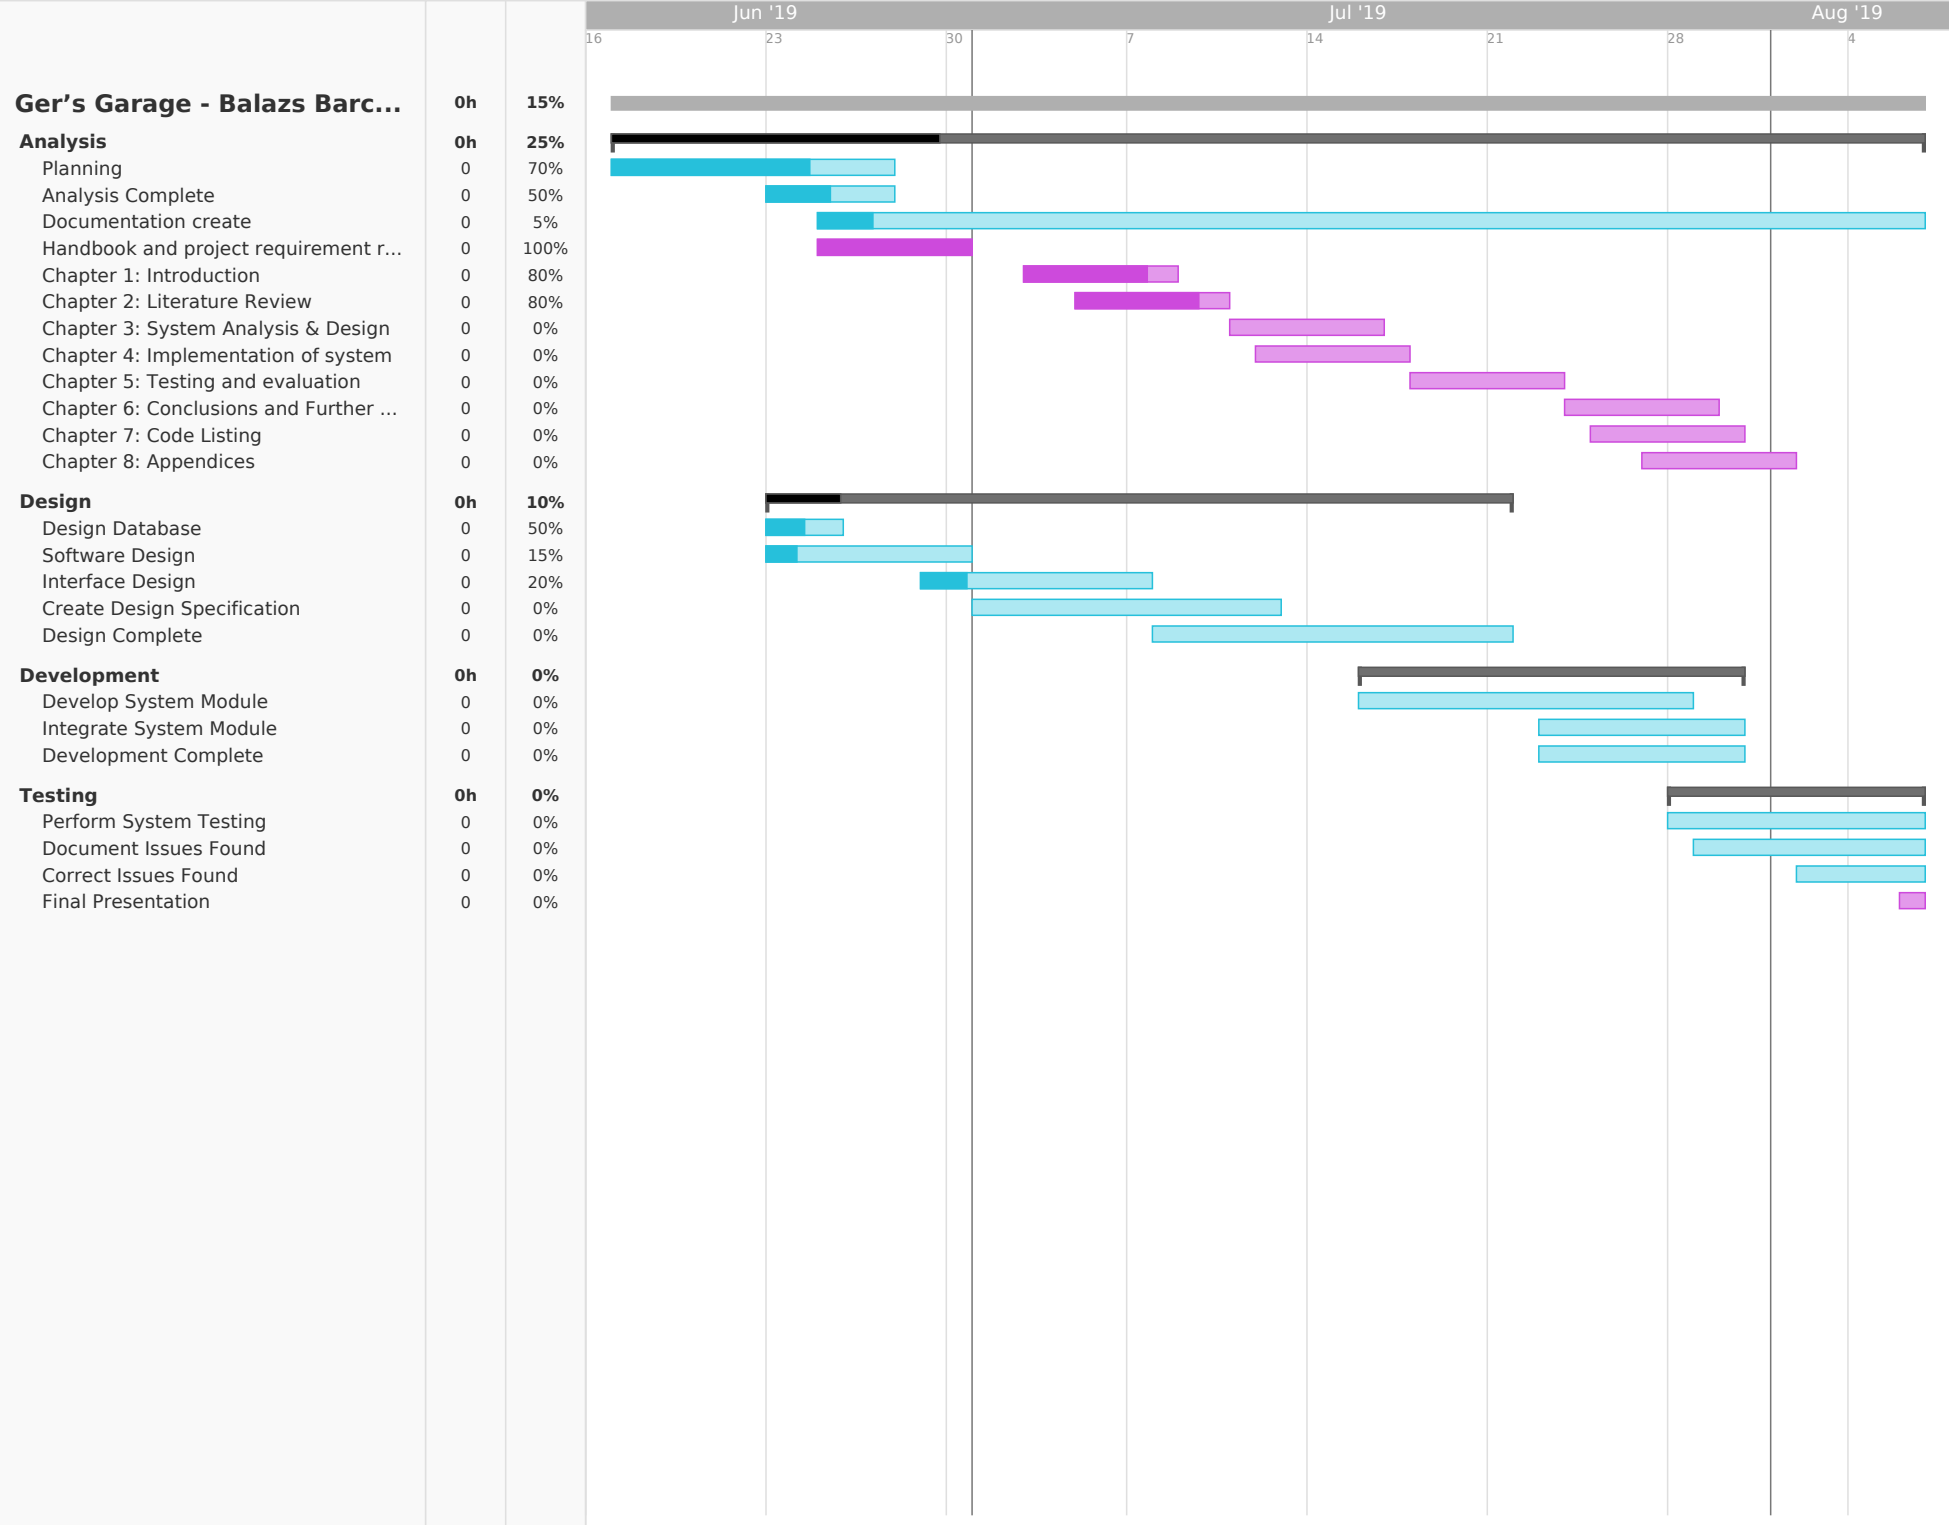 Jun '19 Jul '19 Aug '19
16 23 30 7 14 21 28 4
Ger’s Garage - Balazs Barc... 0h 15%
Analysis 0h 25%
Planning 0 70%
Analysis Complete 0 50%
Documentation create 0 5%
Handbook and project requirement r... 0 100%
Chapter 1: Introduction 0 80%
Chapter 2: Literature Review 0 80%
Chapter 3: System Analysis & Design 0 0%
Chapter 4: Implementation of system 0 0%
Chapter 5: Testing and evaluation 0 0%
Chapter 6: Conclusions and Further ... 0 0%
Chapter 7: Code Listing 0 0%
Chapter 8: Appendices 0 0%
Design 0h 10%
Design Database 0 50%
Software Design 0 15%
Interface Design 0 20%
Create Design Specification 0 0%
Design Complete 0 0%
Development 0h 0%
Develop System Module 0 0%
Integrate System Module 0 0%
Development Complete 0 0%
Testing 0h 0%
Perform System Testing 0 0%
Document Issues Found 0 0%
Correct Issues Found 0 0%
Final Presentation 0 0%